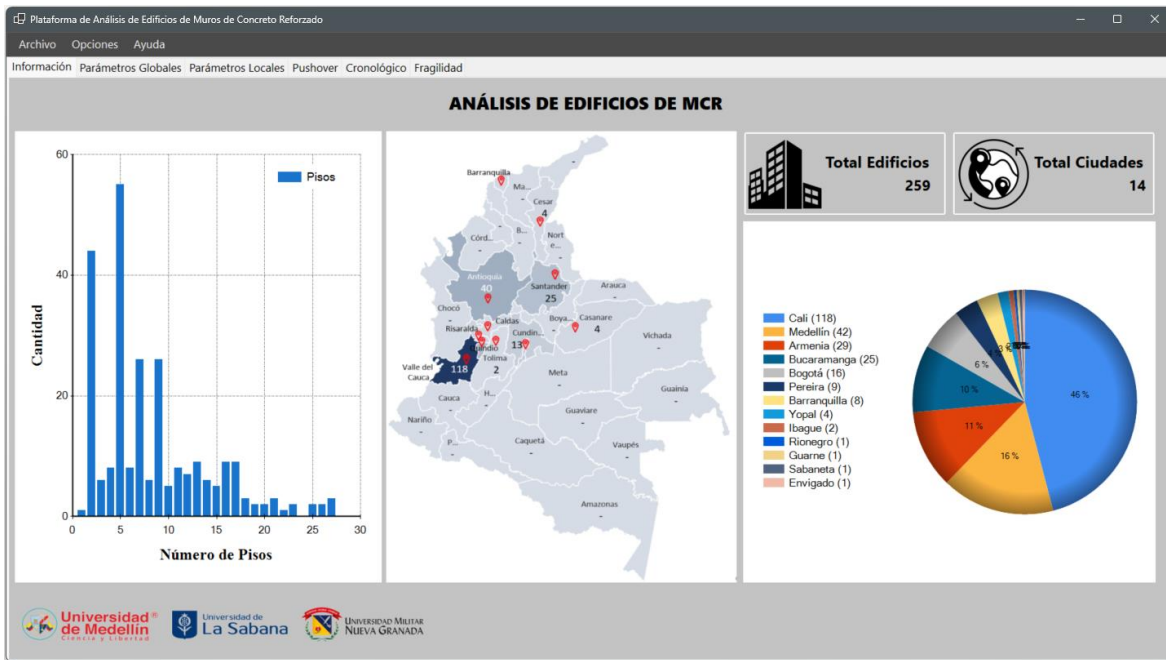 Plataforma de Análisis de Edificios de Muros de Concreto Reforzado
Archivo Opciones Ayuda
Información Parámetros Globales Parámetros Locales Pushover Cronológico Fragilidad
ANÁLISIS DE EDIFICIOS DE MCR
60
40
20
0
Cantidad
Pisos
0 5 10 15 20 25 30
Número de Pisos
-
Barranquilla
Ma...
-
Cesar
4
-
Córd...
-
B...
-
Nort
e...
-
Antioquia
40
Santander
25
Arauca
-
Chocó
-
Caldas
Boya...
-
Casanare
4
Risaralda
Cundin...
13
Vichada
-
Quindío
Tolima
2
Valle del
Cauca
118
Meta
-
Guainía
-
Cauca
-
H...
-
Guaviare
-
Nariño
-
P...
-
Caquetá
-
Vaupés
-
Amazonas
-
Total Edificios
259
Total Ciudades
14
Cali (118)
Medellín (42)
Armenia (29)
Bucaramanga (25)
Bogotá (16)
Pereira (9)
Barranquilla (8)
Yopal (4)
Ibague (2)
Rionegro (1)
Guarne (1)
Sabaneta (1)
Envigado (1)
46 %
16 %
11 %
10 %
6 %
Universidad®
de Medellín
Ciencia y Libertad
Universidad de
La Sabana
UNIVERSIDAD MILITAR
NUEVA GRANADA